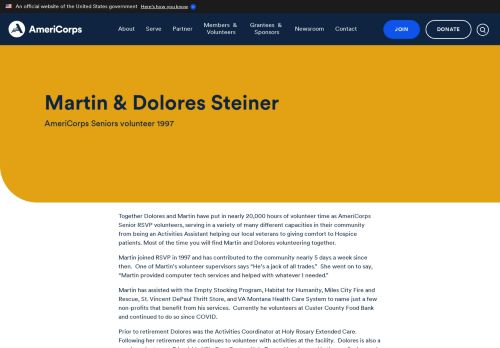 An official website of the United States government Here's how you know
AmeriCorps
About Serve Partner Members & Volunteers Grantees & Sponsors Newsroom Contact JOIN DONATE
Martin & Dolores Steiner
AmeriCorps Seniors volunteer 1997
Together Dolores and Martin have put in nearly 20,000 hours of volunteer time as AmeriCorps
Senior RSVP volunteers, serving in a variety of many different capacities in their community
from being an Activities Assistant helping our local veterans to giving comfort to Hospice
patients. Most of the time you will find Martin and Dolores volunteering together.
Martin joined RSVP in 1997 and has contributed to the community nearly 5 days a week since
then. One of Martin's volunteer supervisors says "He's a jack of all trades." She went on to say,
"Martin provided computer tech services and helped with whatever I needed."
Martin has assisted with the Empty Stocking Program, Habitat for Humanity, Miles City Fire and
Rescue, St. Vincent DePaul Thrift Store, and VA Montana Health Care System to name just a few
non-profits that benefit from his services. Currently he volunteers at Custer County Food Bank
and continued to do so since COVID.
Prior to retirement Dolores was the Activities Coordinator at Holy Rosary Extended Care.
Following her retirement she continues to volunteer with activities at the facility. Dolores is also a